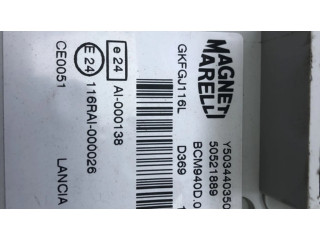 MAGNETI
MARELLI
Y503440350
50521889
BCM940D.0
GKFGJ116L
D369
e 24
AI-000138
E 24
116RAI-000026
CE0051
LANCIA